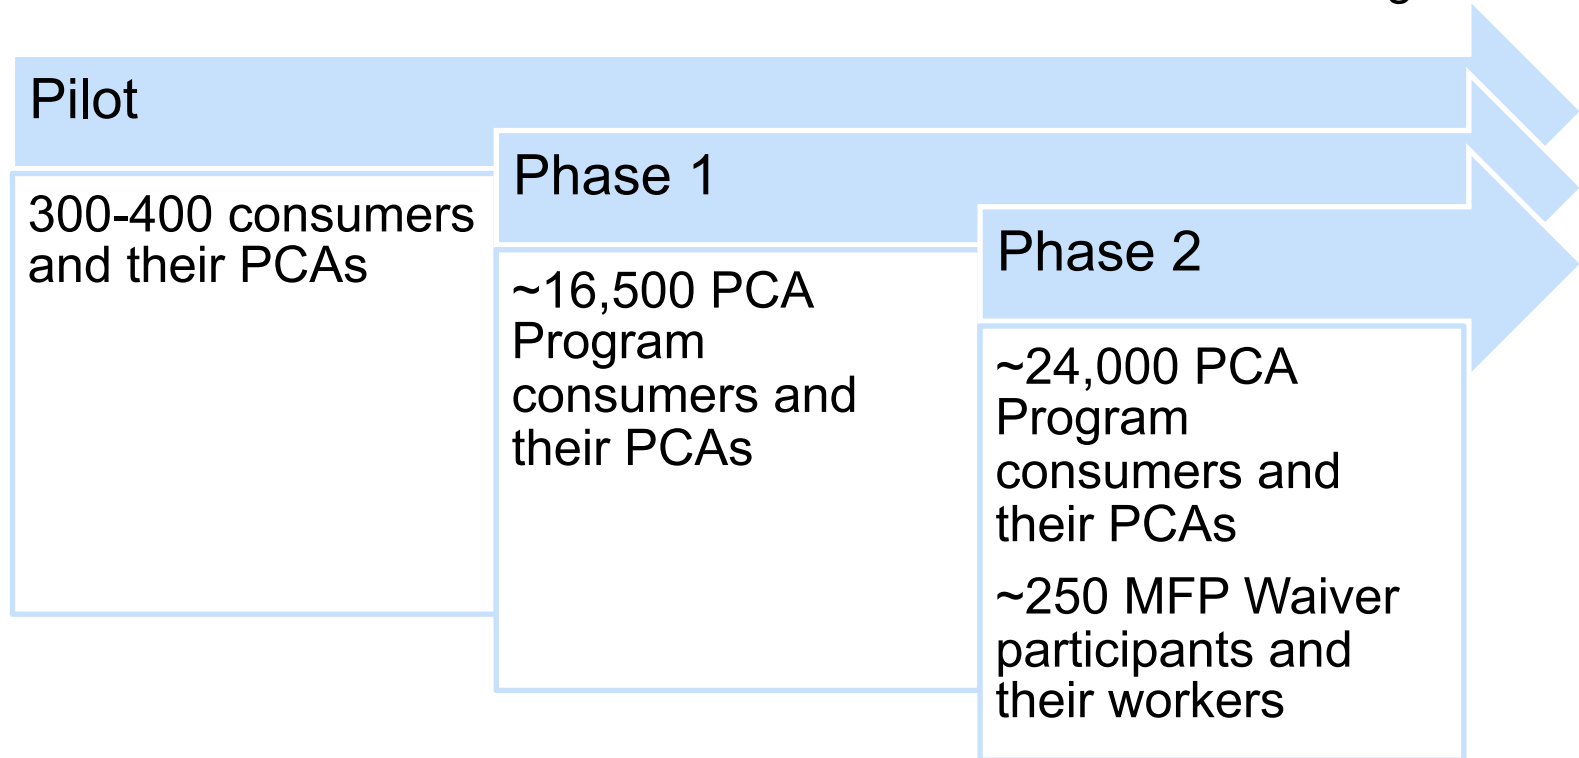 Pilot
300-400 consumers
and their PCAs
Phase 1
~16,500 PCA
Program
consumers and
their PCAs
Phase 2
~24,000 PCA
Program
consumers and
their PCAs
~250 MFP Waiver
participants and
their workers